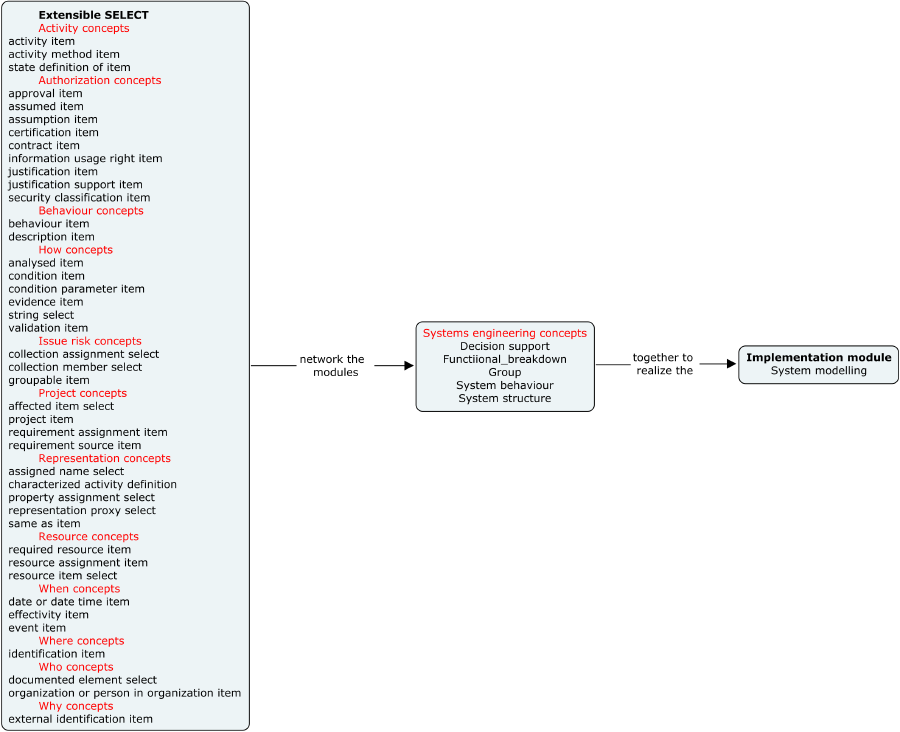 Extensible SELECT
Activity concepts
activity item
activity method item
state definition of item
Authorization concepts
approval item
assumed item
assumption item
certification item
contract item
information usage right item
justification item
justification support item
security classification item
Behaviour concepts
behaviour item
description item
How concepts
analysed item
condition item
condition parameter item
evidence item
string select
validation item
Issue risk concepts
collection assignment select
collection member select
groupable item
Project concepts
affected item select
project item
requirement assignment item
requirement source item
Representation concepts
assigned name select
characterized activity definition
property assignment select
representation proxy select
same as item
Resource concepts
required resource item
resource assignment item
resource item select
When concepts
date or date time item
effectivity item
event item
Where concepts
identification item
Who concepts
documented element select
organization or person in organization item
Why concepts
external identification item
network the
modules
Systems engineering concepts
Decision support
Functiional_breakdown
Group
System behaviour
System structure
together to
realize the
Implementation module
System modelling